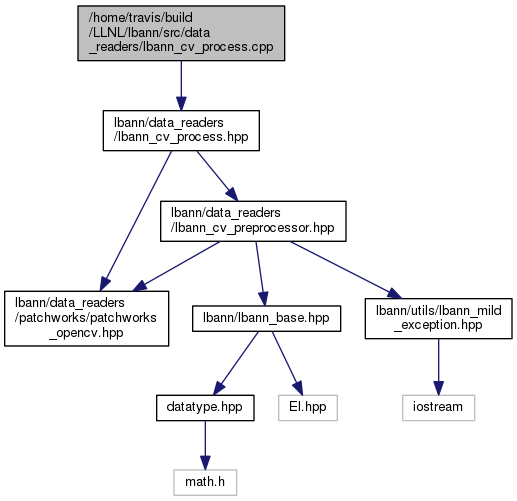 /home/travis/build
/LLNL/lbann/src/data
_readers/lbann_cv_process.cpp
lbann/data_readers
/lbann_cv_process.hpp
lbann/data_readers
/lbann_cv_preprocessor.hpp
lbann/data_readers
/patchworks/patchworks
_opencv.hpp
lbann/lbann_base.hpp
lbann/utils/lbann_mild
_exception.hpp
datatype.hpp
El.hpp
iostream
math.h